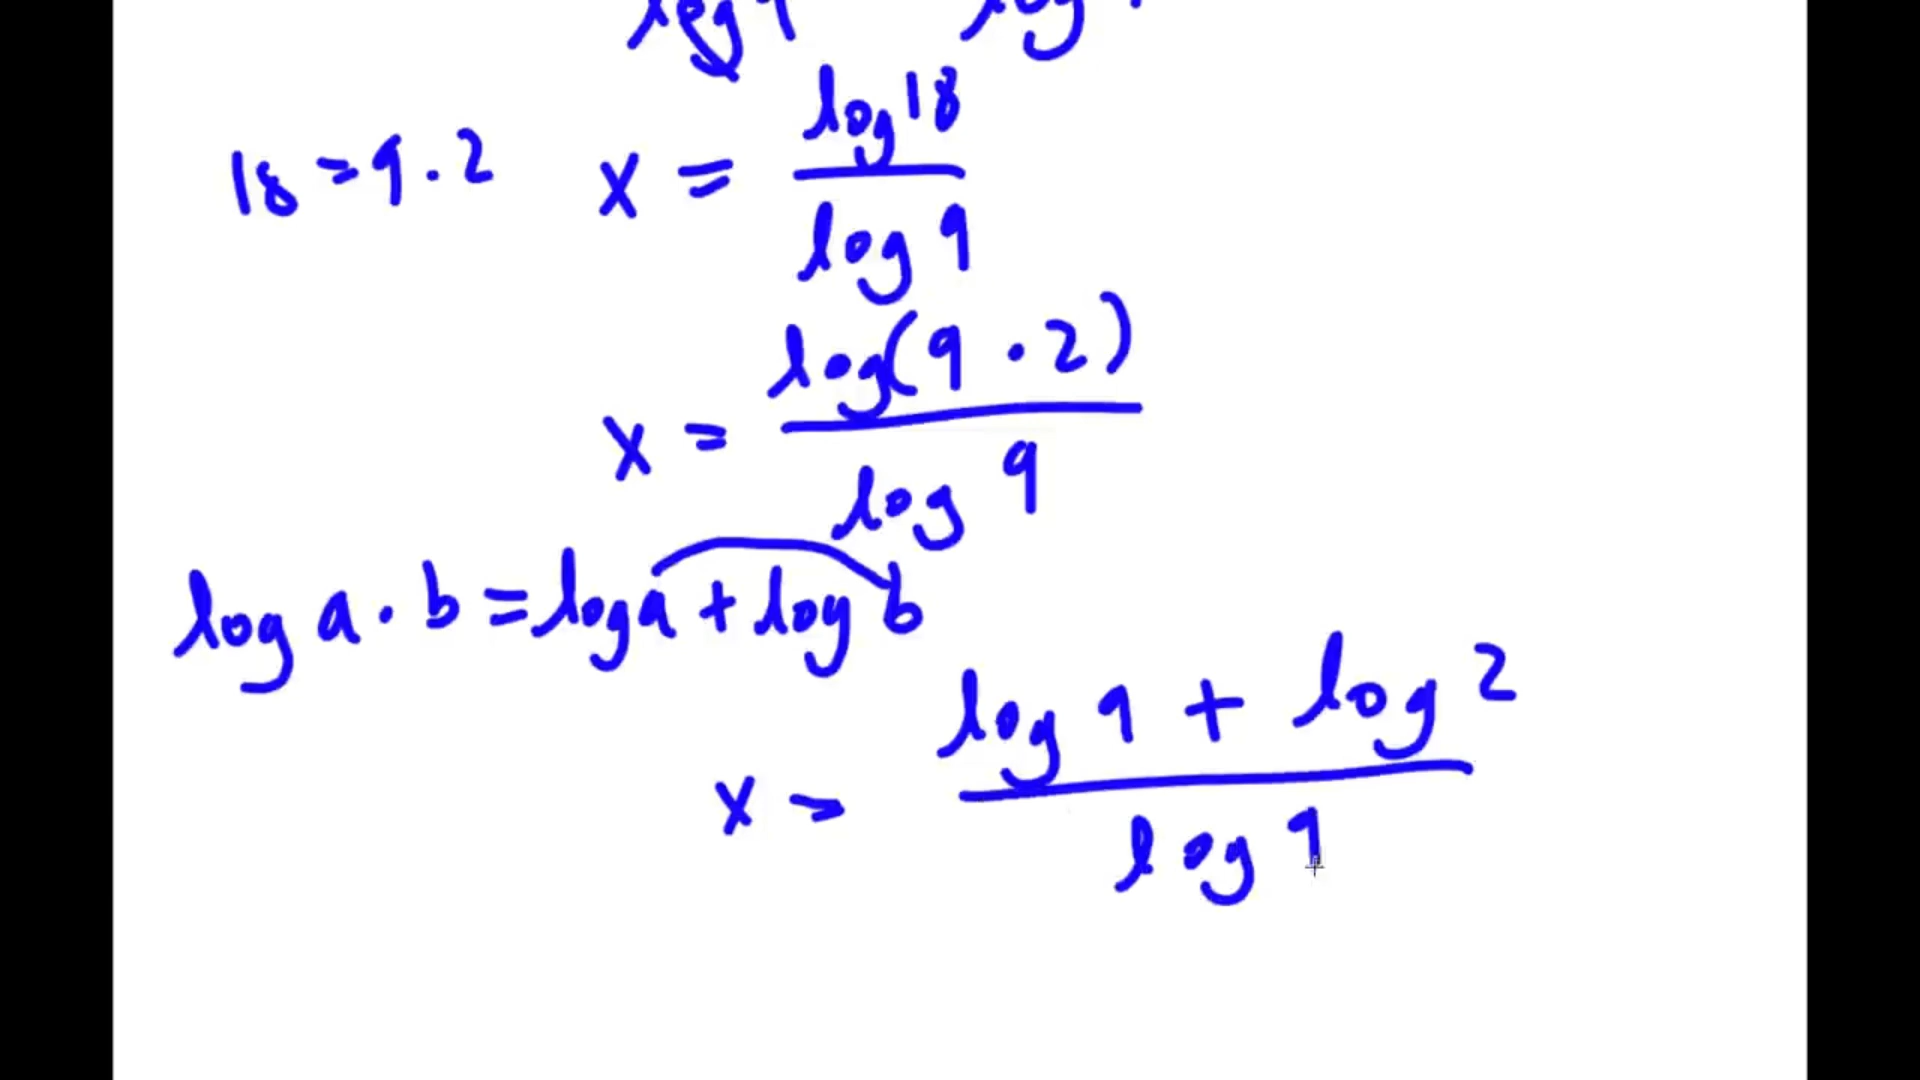 18 = 9 . 2
x = log 18 / log 9
x = log(9 . 2) / log 9
log a . b = log a + log b
x = log 9 + log 2 / log 9